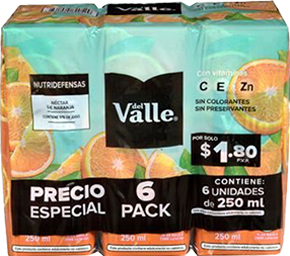 NUTRIDEFENSAS
NÉCTAR
DE NARANJA
del
Valle
Con vitaminas
C E Zn
SIN COLORANTES
SIN PRESERVANTES
POR SOLO
$1.80
P.V.P.
PRECIO
ESPECIAL
6
PACK
CONTIENE:
6 UNIDADES
de 250 ml
250 ml
250 ml
250 ml